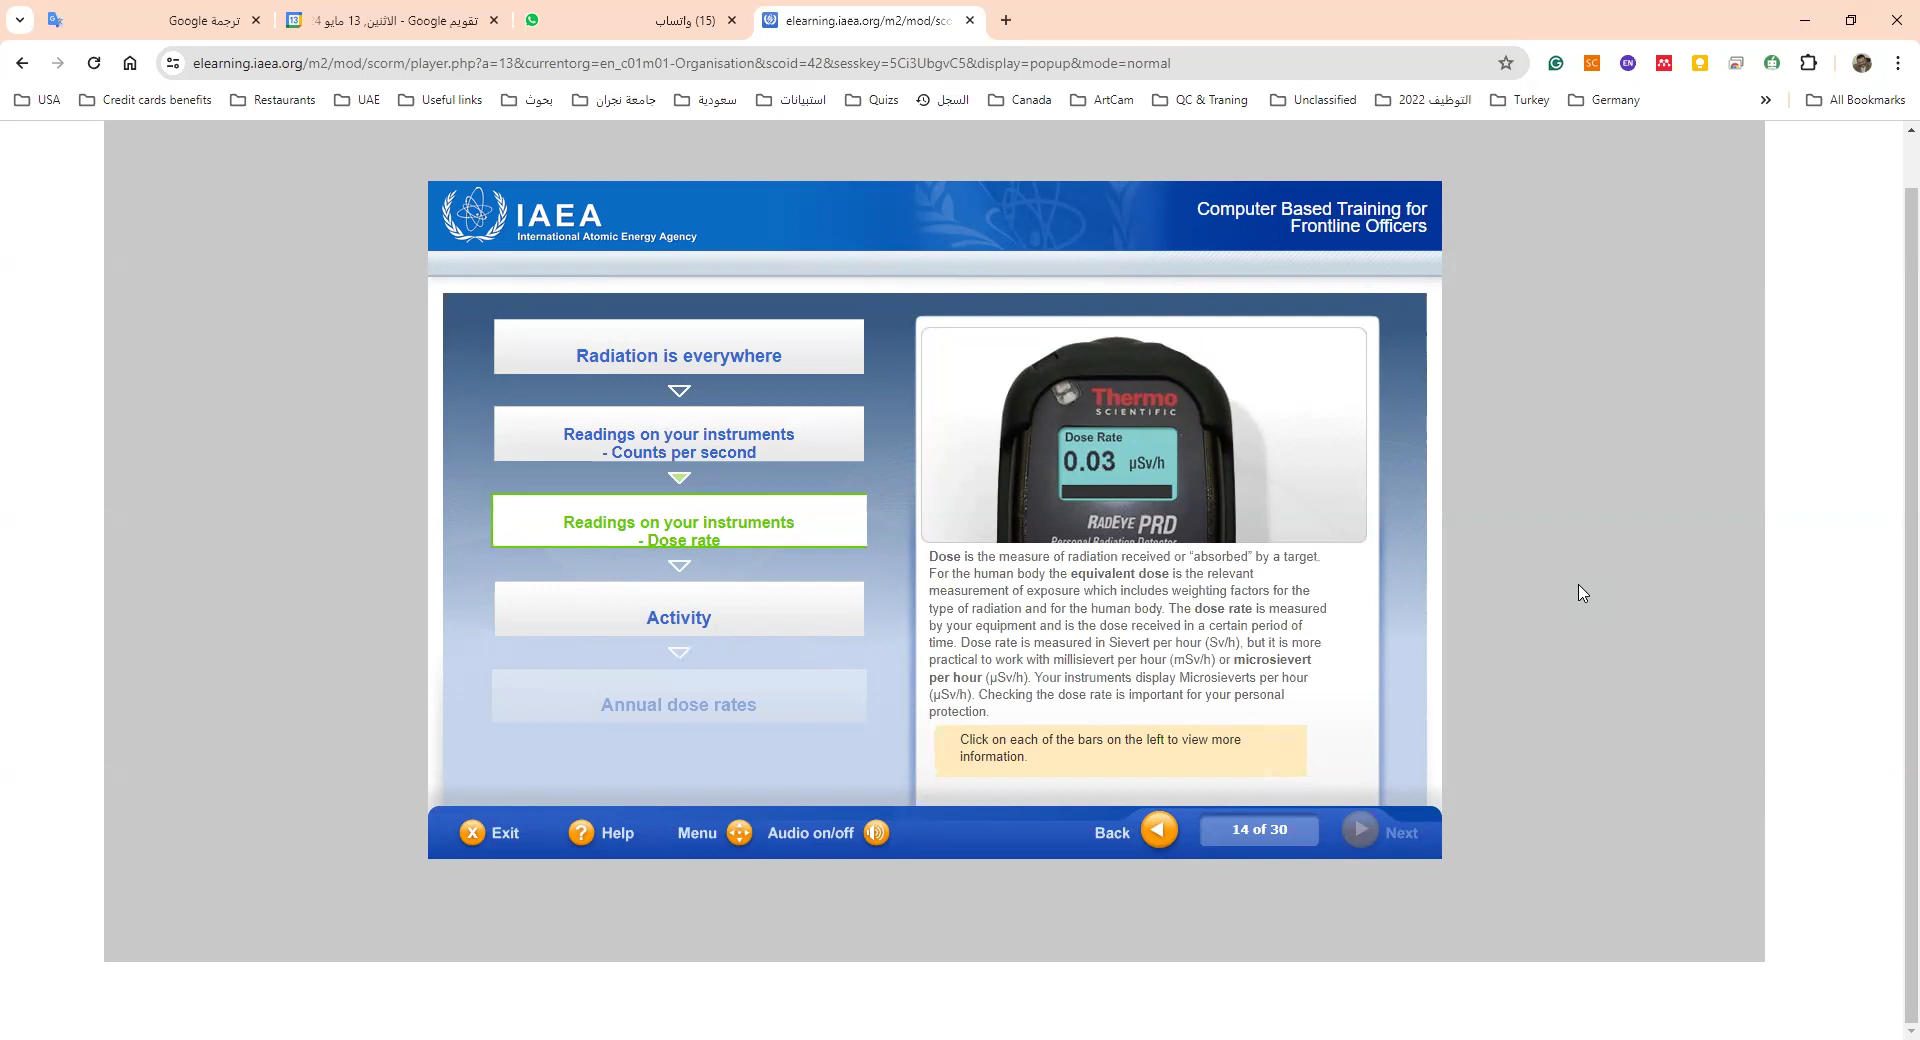 ترجمة Google
تقويم Google - الاثنين, 13 مايو 24
(15) واتساب
elearning.iaea.org/m2/mod/sco
elearning.iaea.org/m2/mod/scorm/player.php?a=13&currentorg=en_c01m01-Organisation&scoid=42&sesskey=5Ci3UbgvC5&display=popup&mode=normal
SC
EN
USA
Credit cards benefits
Restaurants
UAE
Useful links
بحوث
جامعة نجران
سعودية
استبيانات
Quizs
السجل
Canada
ArtCam
QC & Traning
Unclassified
التوظيف 2022
Turkey
Germany
All Bookmarks
IAEA
International Atomic Energy Agency
Computer Based Training for
Frontline Officers
Radiation is everywhere
Readings on your instruments
- Counts per second
Readings on your instruments
- Dose rate
Activity
Annual dose rates
Thermo
SCIENTIFIC
Dose Rate
0.03 µSv/h
RADEYE PRD
Personal Radiation Detector
Dose is the measure of radiation received or “absorbed” by a target.
For the human body the equivalent dose is the relevant
measurement of exposure which includes weighting factors for the
type of radiation and for the human body. The dose rate is measured
by your equipment and is the dose received in a certain period of
time. Dose rate is measured in Sievert per hour (Sv/h), but it is more
practical to work with millisievert per hour (mSv/h) or microsievert
per hour (µSv/h). Your instruments display Microsieverts per hour
(µSv/h). Checking the dose rate is important for your personal
protection.
Click on each of the bars on the left to view more
information.
X Exit
? Help
Menu
Audio on/off
Back
14 of 30
Next